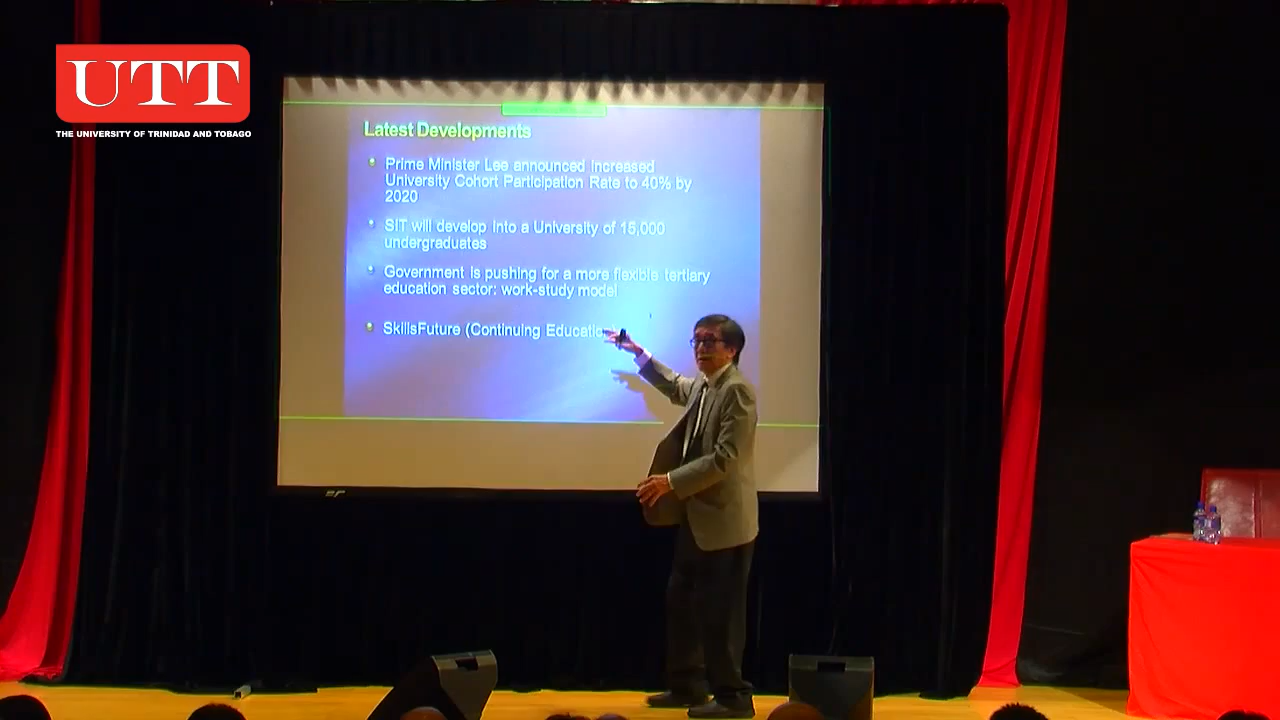 UTT
THE UNIVERSITY OF TRINIDAD AND TOBAGO
Latest Developments
Prime Minister Lee announced increased
University Cohort Participation Rate to 40% by
2020
SIT will develop into a University of 15,000
undergraduates
Government is pushing for a more flexible tertiary
education sector: work-study model
SkillsFuture (Continuing Education)